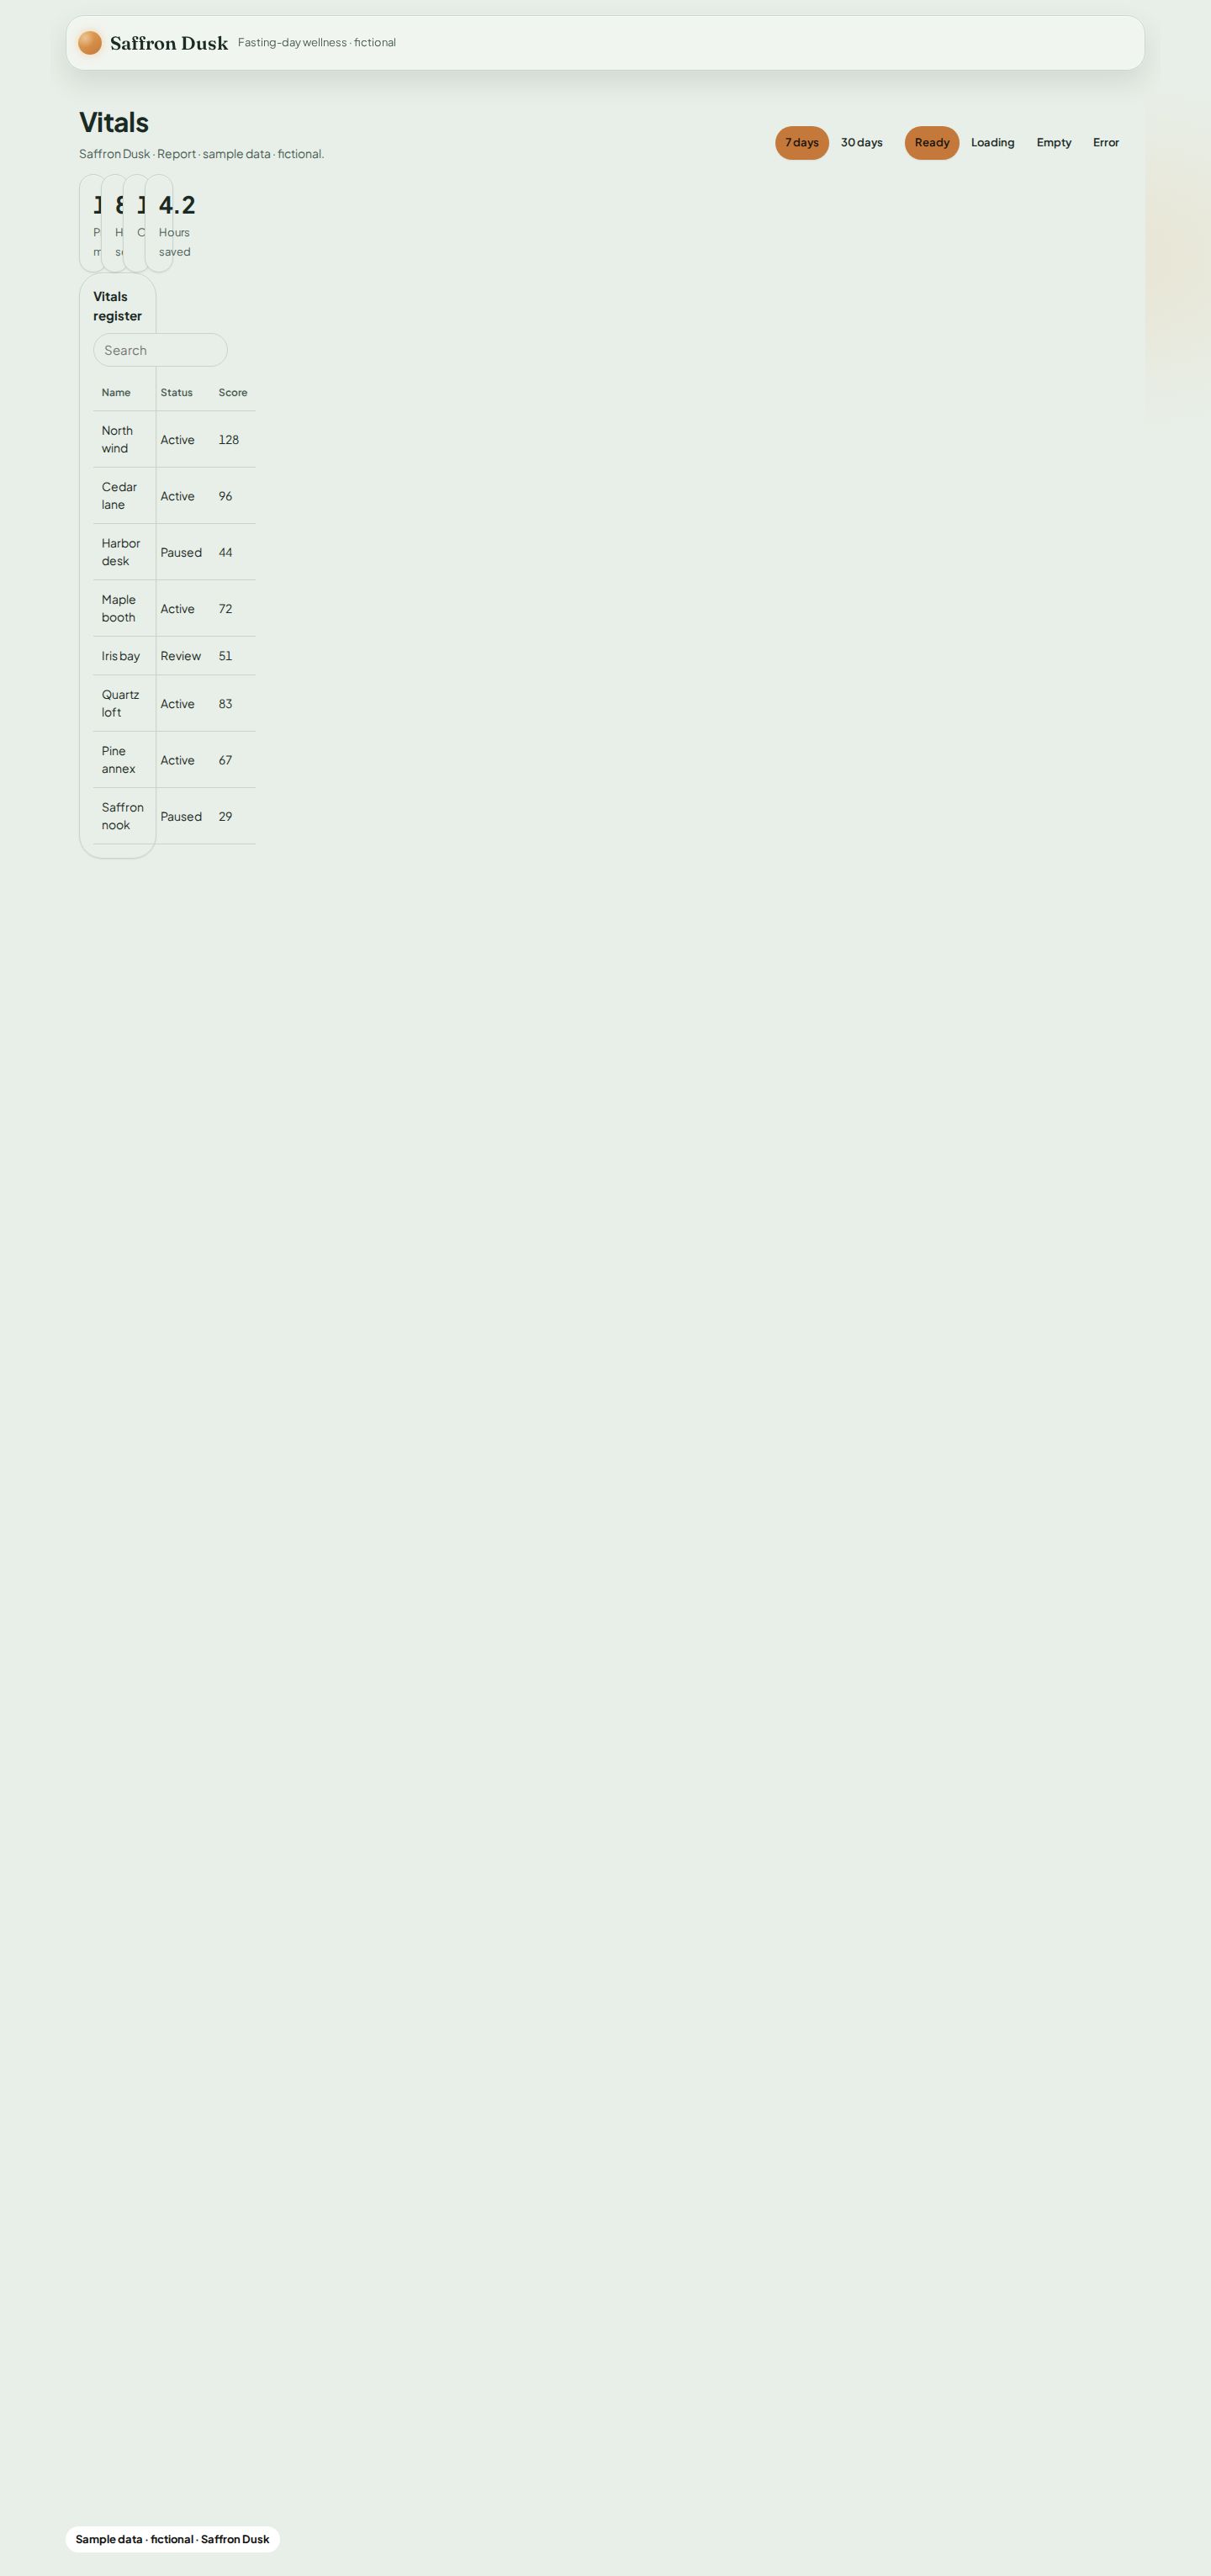 Saffron Dusk Fasting-day wellness · fictional
Vitals
Saffron Dusk · Report · sample data · fictional.
7 days 30 days Ready Loading Empty Error
4.2
Hours
saved
Vitals
register
Search
Name Status Score
North
wind
Active 128
Cedar
lane
Active 96
Harbor
desk
Paused 44
Maple
booth
Active 72
Iris bay Review 51
Quartz
loft
Active 83
Pine
annex
Active 67
Saffron
nook
Paused 29
Sample data · fictional · Saffron Dusk